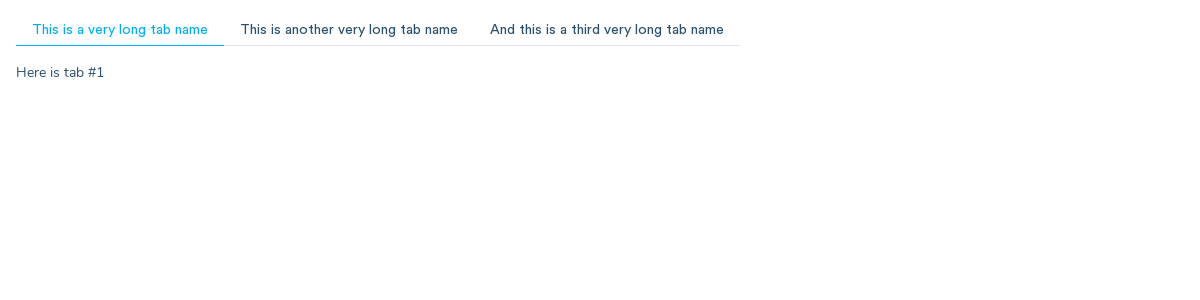 This is a very long tab name This is another very long tab name And this is a third very long tab name
Here is tab #1